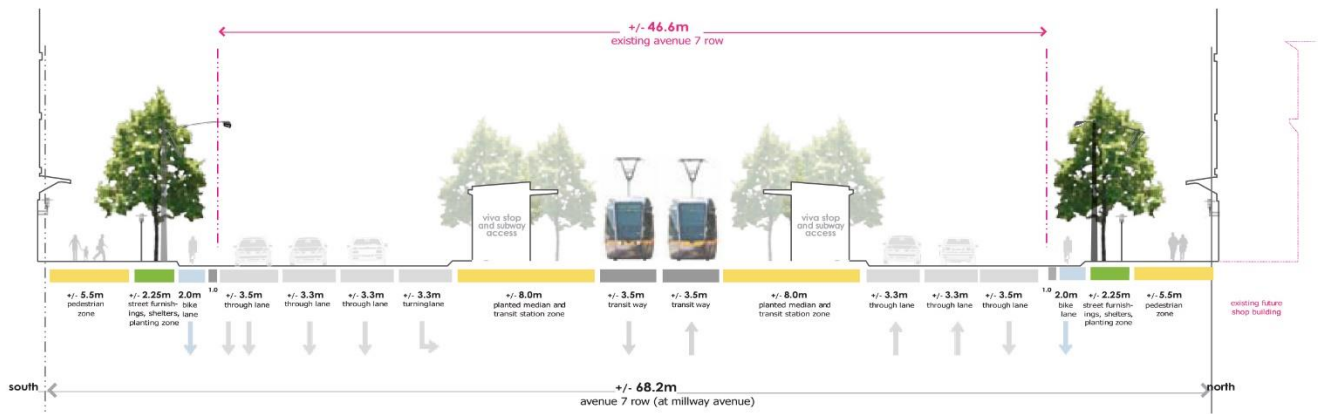 +/- 46.6m
existing avenue 7 row
viva stop
and subway
access
viva stop
and subway
access
+/- 5.5m
pedestrian
zone
+/- 2.25m
street furnish-
ings, shelters,
planting zone
2.0m
bike
lane
1.0
+/- 3.5m
through lane
+/- 3.3m
through lane
+/- 3.3m
through lane
+/- 3.3m
turninglane
+/- 8.0m
planted median and
transit station zone
+/- 3.5m
transit way
+/- 3.5m
transit way
+/- 8.0m
planted median and
transit station zone
+/- 3.3m
through lane
+/- 3.3m
through lane
+/- 3.5m
through lane
1.0
2.0m
bike
lane
+/- 2.25m
street furnish-
ings, shelters,
planting zone
+/-5.5m
pedestrian
zone
existing future
shop building
south
+/- 68.2m
north
avenue 7 row (at millway avenue)